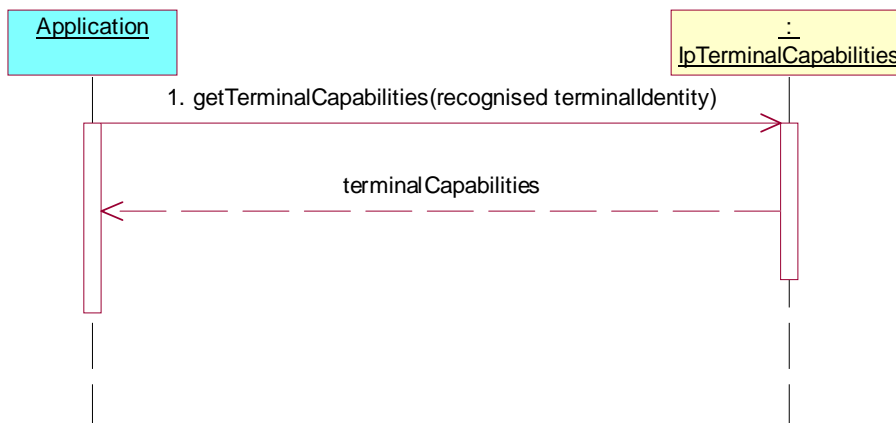 Application
:
IpTerminalCapabilities
1. getTerminalCapabilities(recognised terminalIdentity)
terminalCapabilities